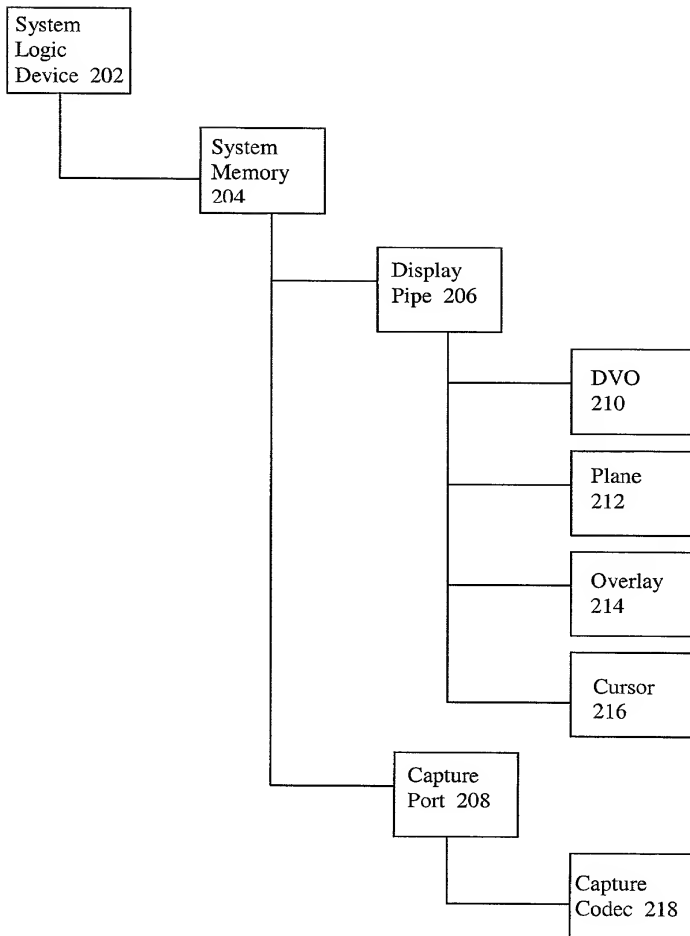 System
Logic
Device 202
System
Memory
204
Display
Pipe 206
DVO
210
Plane
212
Overlay
214
Cursor
216
Capture
Port 208
Capture
Codec 218